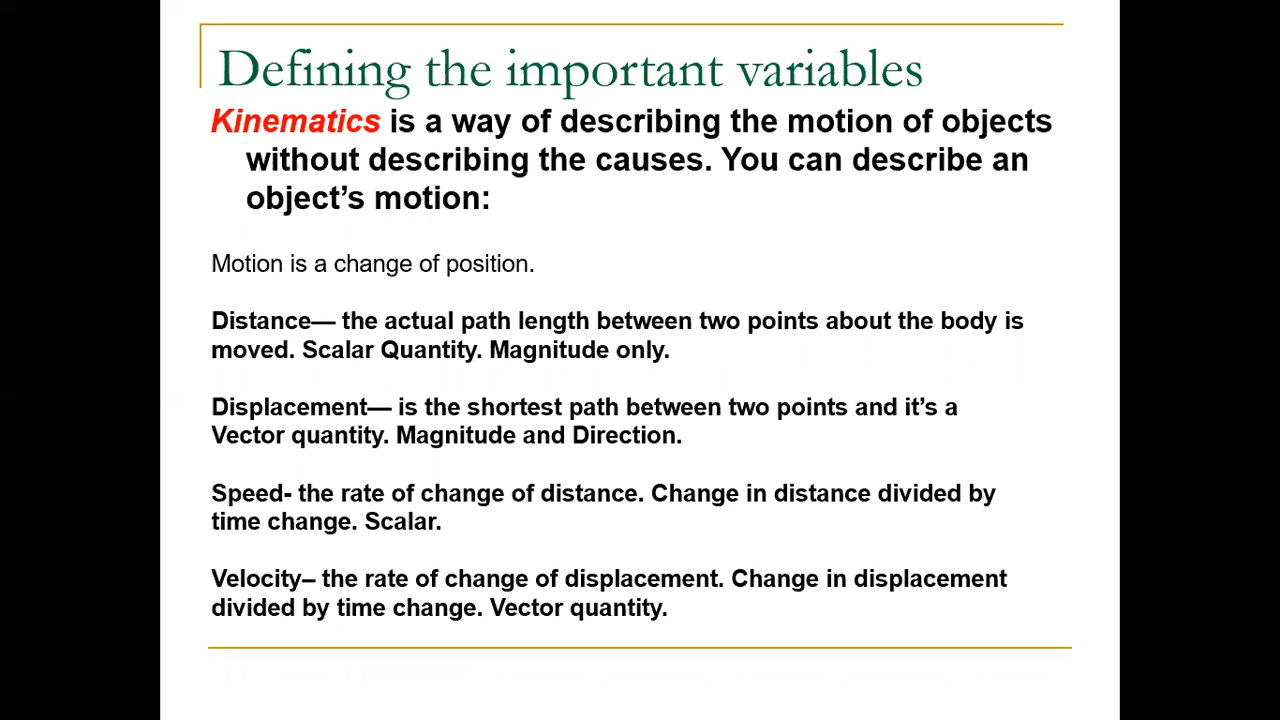 Defining the important variables
Kinematics is a way of describing the motion of objects
without describing the causes. You can describe an
object’s motion:
Motion is a change of position.
Distance— the actual path length between two points about the body is
moved. Scalar Quantity. Magnitude only.
Displacement— is the shortest path between two points and it’s a
Vector quantity. Magnitude and Direction.
Speed- the rate of change of distance. Change in distance divided by
time change. Scalar.
Velocity– the rate of change of displacement. Change in displacement
divided by time change. Vector quantity.